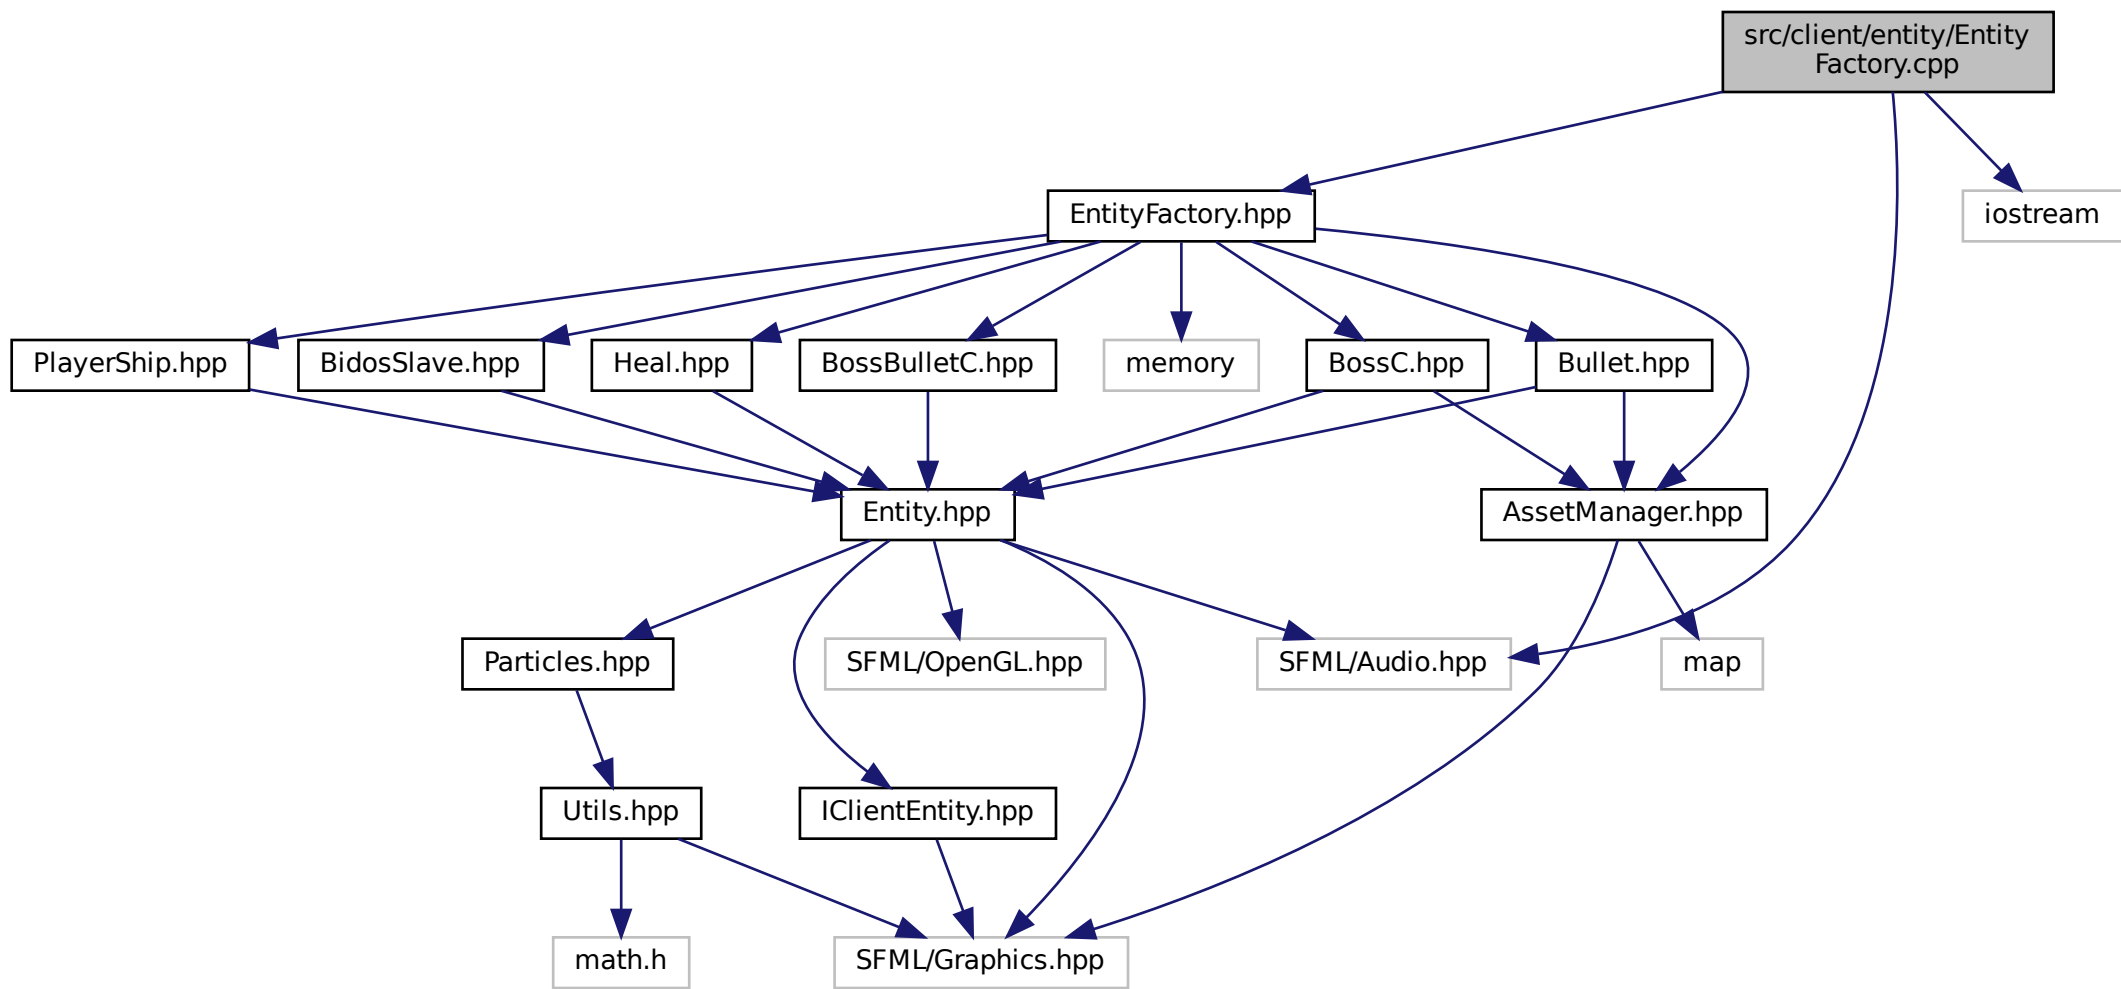 src/client/entity/Entity
Factory.cpp
EntityFactory.hpp
iostream
PlayerShip.hpp
BidosSlave.hpp
Heal.hpp
BossBulletC.hpp
memory
BossC.hpp
Bullet.hpp
Entity.hpp
AssetManager.hpp
Particles.hpp
SFML/OpenGL.hpp
SFML/Audio.hpp
map
Utils.hpp
IClientEntity.hpp
math.h
SFML/Graphics.hpp